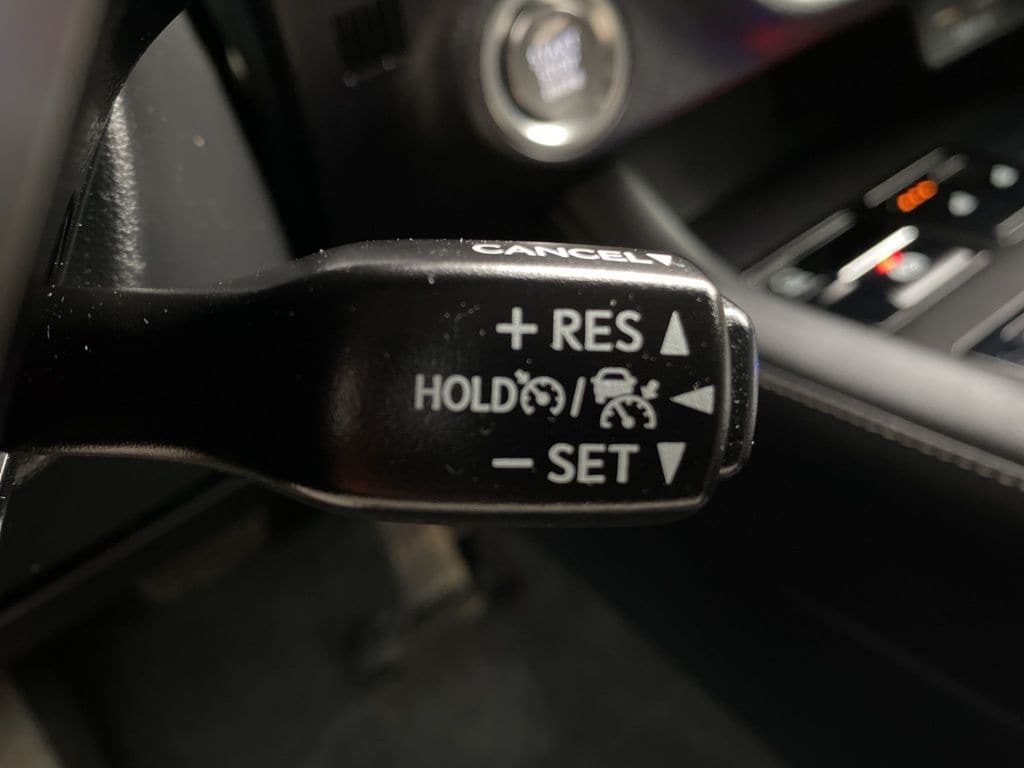 CANCEL▼
+ RES ▲
HOLD / ◀
− SET ▼